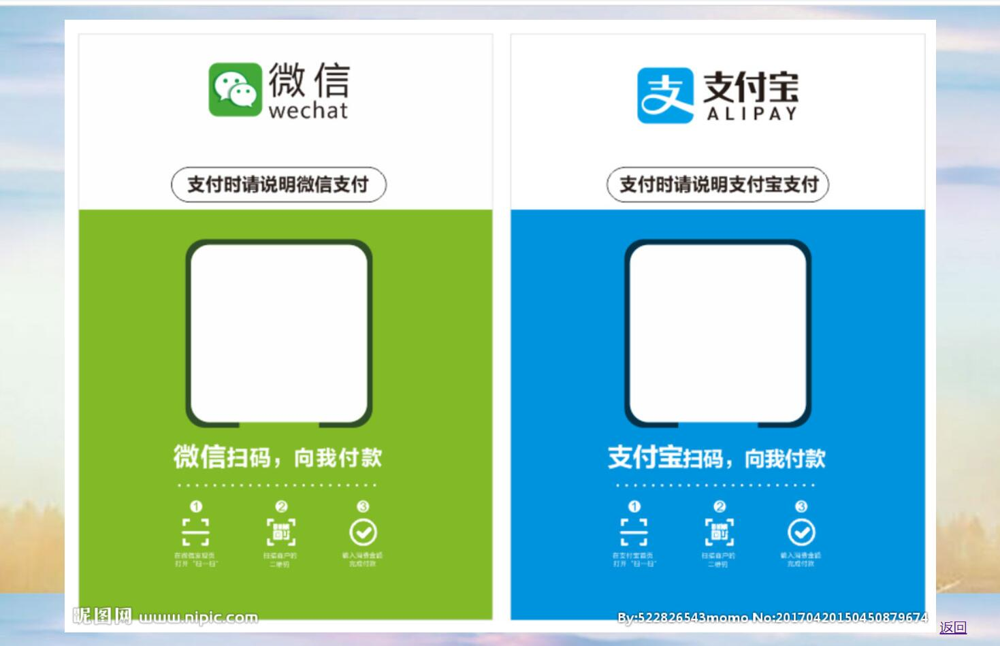 微信
wechat
支付时请说明微信支付
微信扫码，向我付款
1
2
3
打开“扫一扫”
扫描商户的
二维码
输入消费金额
完成付款
支
支付宝
ALIPAY
支付时请说明支付宝支付
支付宝扫码，向我付款
1
2
3
在支付宝首页
打开“扫一扫”
扫描商户的
二维码
输入消费金额
完成付款
昵图网 www.nipic.com
By:522826543momo No:20170420150450879674
返回